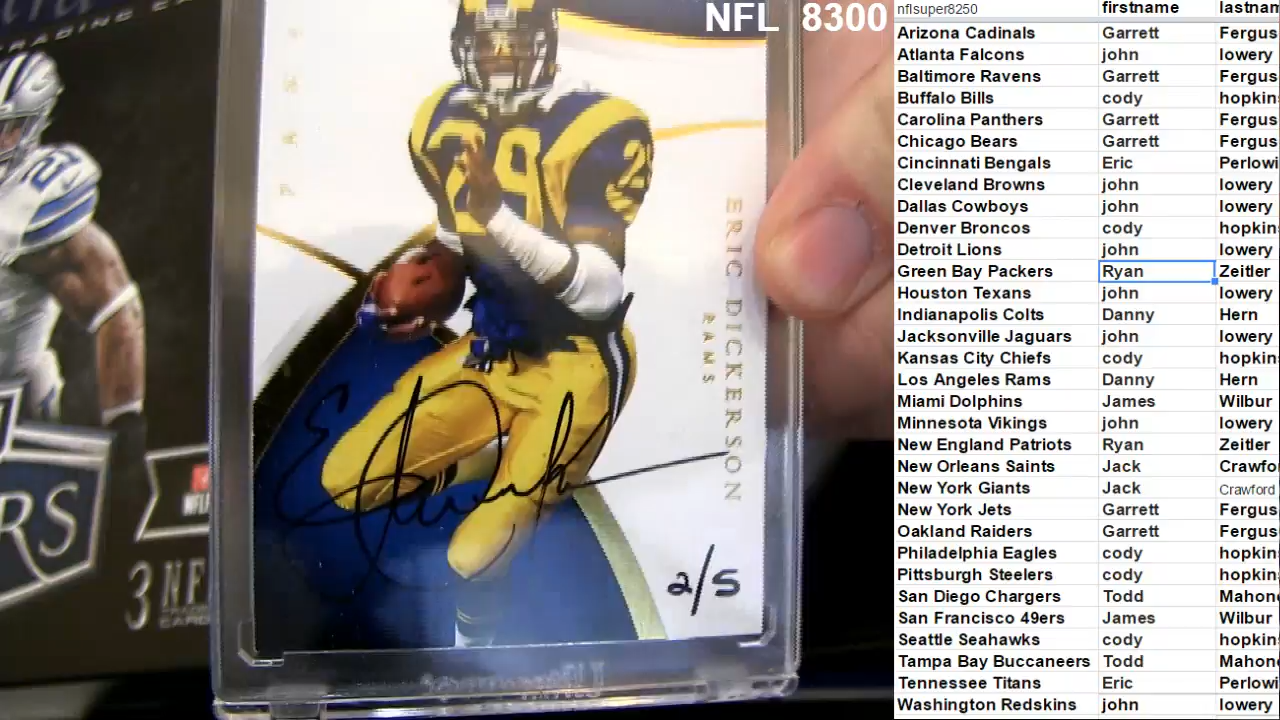 NFL 8300
ERIC DICKERSON
RAMS
29
2/5
RS
3 NF
nflsuper8250 firstname lastnam
Arizona Cadinals Garrett Fergus
Atlanta Falcons john lowery
Baltimore Ravens Garrett Fergus
Buffalo Bills cody hopkin
Carolina Panthers Garrett Fergus
Chicago Bears Garrett Fergus
Cincinnati Bengals Eric Perlowi
Cleveland Browns john lowery
Dallas Cowboys john lowery
Denver Broncos cody hopkin
Detroit Lions john lowery
Green Bay Packers Ryan Zeitler
Houston Texans john lowery
Indianapolis Colts Danny Hern
Jacksonville Jaguars john lowery
Kansas City Chiefs cody hopkin
Los Angeles Rams Danny Hern
Miami Dolphins James Wilbur
Minnesota Vikings john lowery
New England Patriots Ryan Zeitler
New Orleans Saints Jack Crawfo
New York Giants Jack Crawford
New York Jets Garrett Fergus
Oakland Raiders Garrett Fergus
Philadelphia Eagles cody hopkin
Pittsburgh Steelers cody hopkin
San Diego Chargers Todd Mahon
San Francisco 49ers James Wilbur
Seattle Seahawks cody hopkin
Tampa Bay Buccaneers Todd Mahon
Tennessee Titans Eric Perlowi
Washington Redskins john lowery